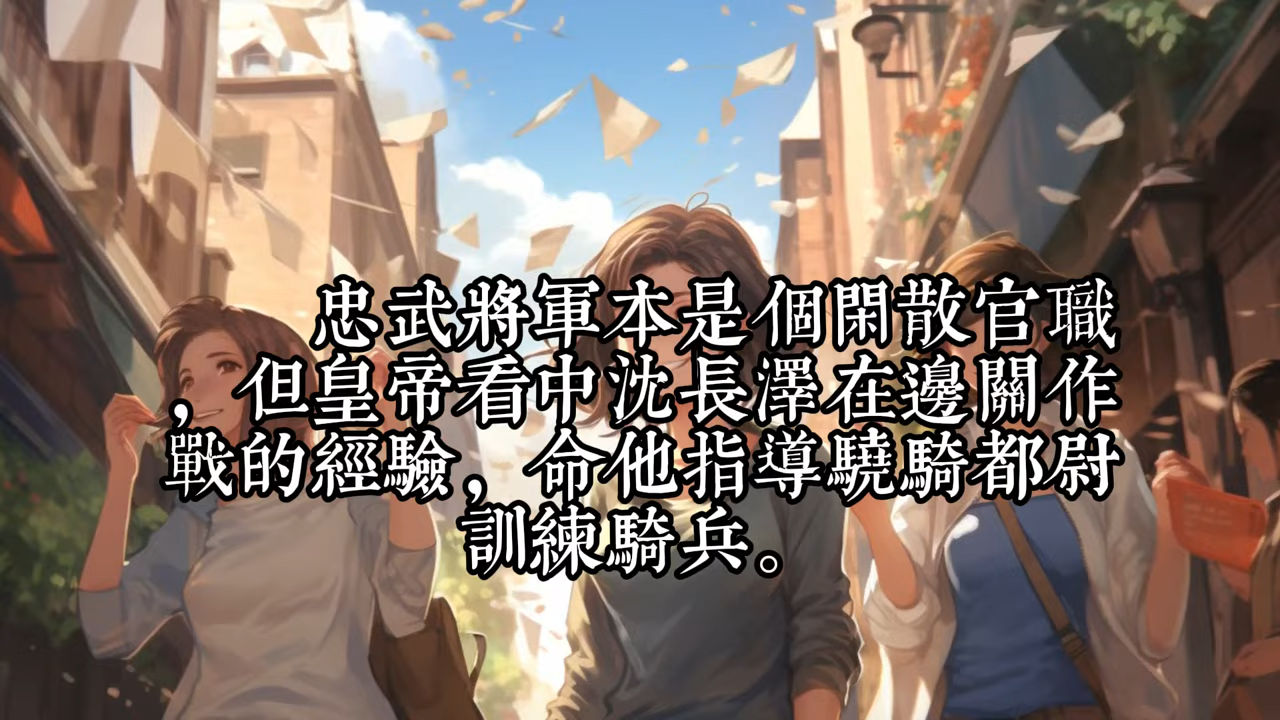 忠武將軍本是個閑散官職
，但皇帝看中沈長澤在邊關作
戰的經驗，命他指導驍騎都尉
訓練騎兵。